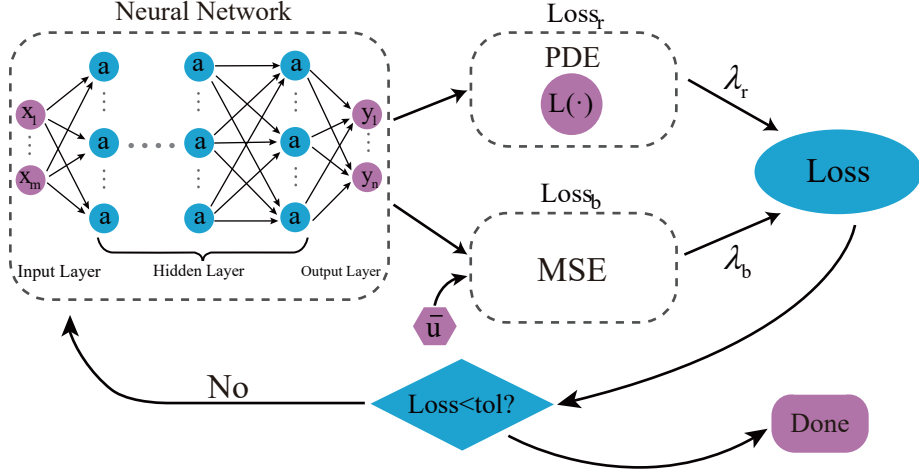 Neural Network
Loss_r
PDE
L(·)
λ_r
a a a
x_1
y_1
a a a
x_m
y_n
a a a
Input Layer
Hidden Layer
Output Layer
Loss_b
MSE
λ_b
ū
Loss
No
Loss<tol?
Done